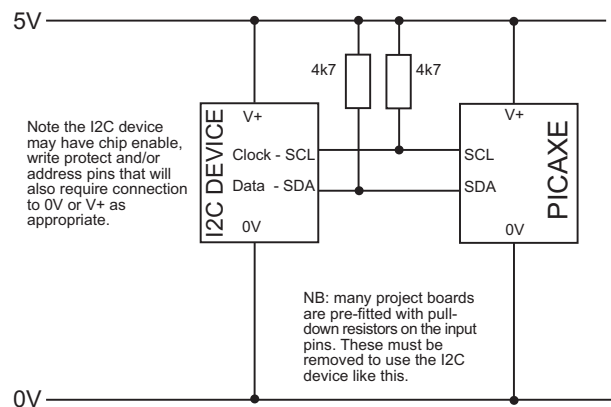 5V
4k7
4k7
Note the I2C device
may have chip enable,
write protect and/or
address pins that will
also require connection
to 0V or V+ as
appropriate.
I2C DEVICE
V+
Clock - SCL
Data - SDA
0V
V+
SCL
SDA
0V
PICAXE
NB: many project boards
are pre-fitted with pull-
down resistors on the input
pins. These must be
removed to use the I2C
device like this.
0V